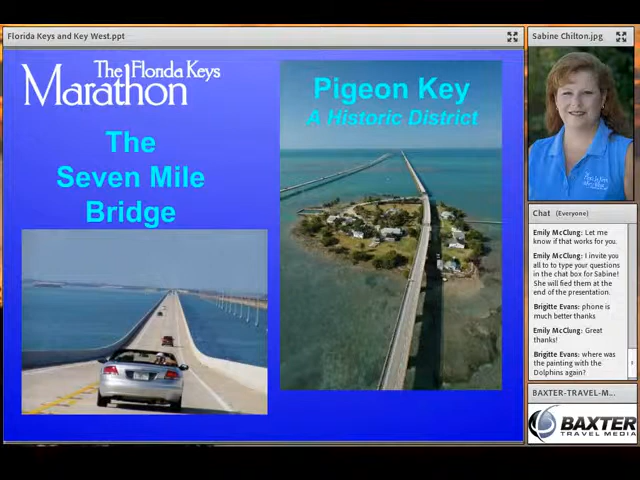 Florida Keys and Key West.ppt
The Florida Keys
Marathon
The
Seven Mile
Bridge
Pigeon Key
A Historic District
Sabine Chilton.jpg
Chat (Everyone)
Emily McClung: Let me
know if that works for you.
Emily McClung: I invite you
all to to type your questions
in the chat box for Sabine!
She will fied them at the
end of the presentation.
Brigitte Evans: phone is
much better thanks
Emily McClung: Great
thanks!
Brigitte Evans: where was
the painting with the
Dolphins again?
BAXTER-TRAVEL-M...
BAXTER
TRAVEL MEDIA